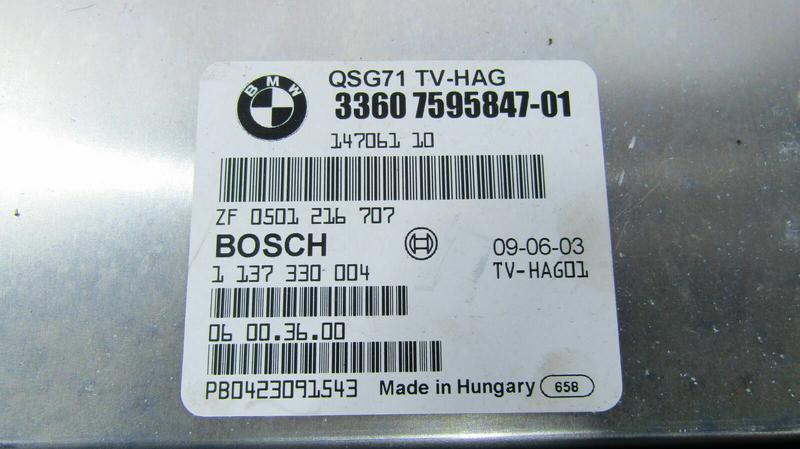 BMW
QSG71 TV-HAG
3360 7595847-01
147061 10
ZF 0501 216 707
BOSCH
09-06-03
1 137 330 004
TV-HAG01
06 00.36.00
PB0423091543 Made in Hungary 658